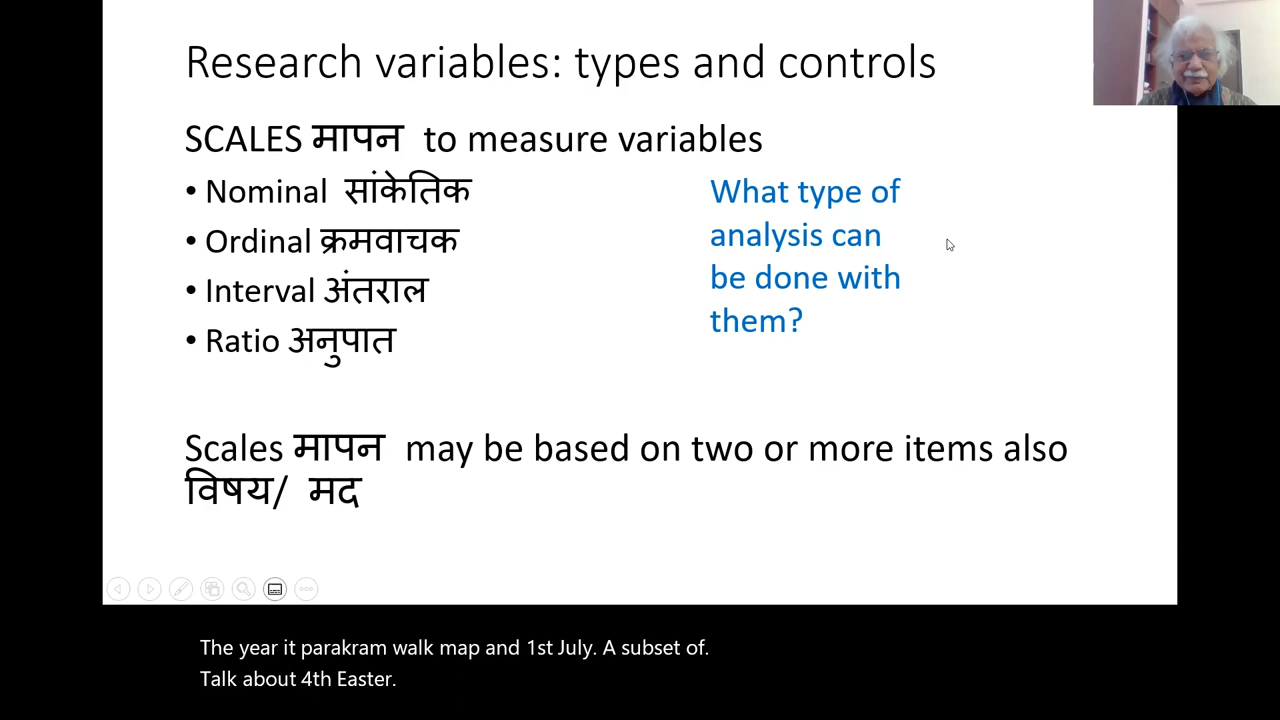 Research variables: types and controls
SCALES मापन to measure variables
• Nominal सांकेतिक
• Ordinal क्रमवाचक
• Interval अंतराल
• Ratio अनुपात
What type of
analysis can
be done with
them?
Scales मापन may be based on two or more items also
विषय/ मद
The year it parakram walk map and 1st July. A subset of.
Talk about 4th Easter.